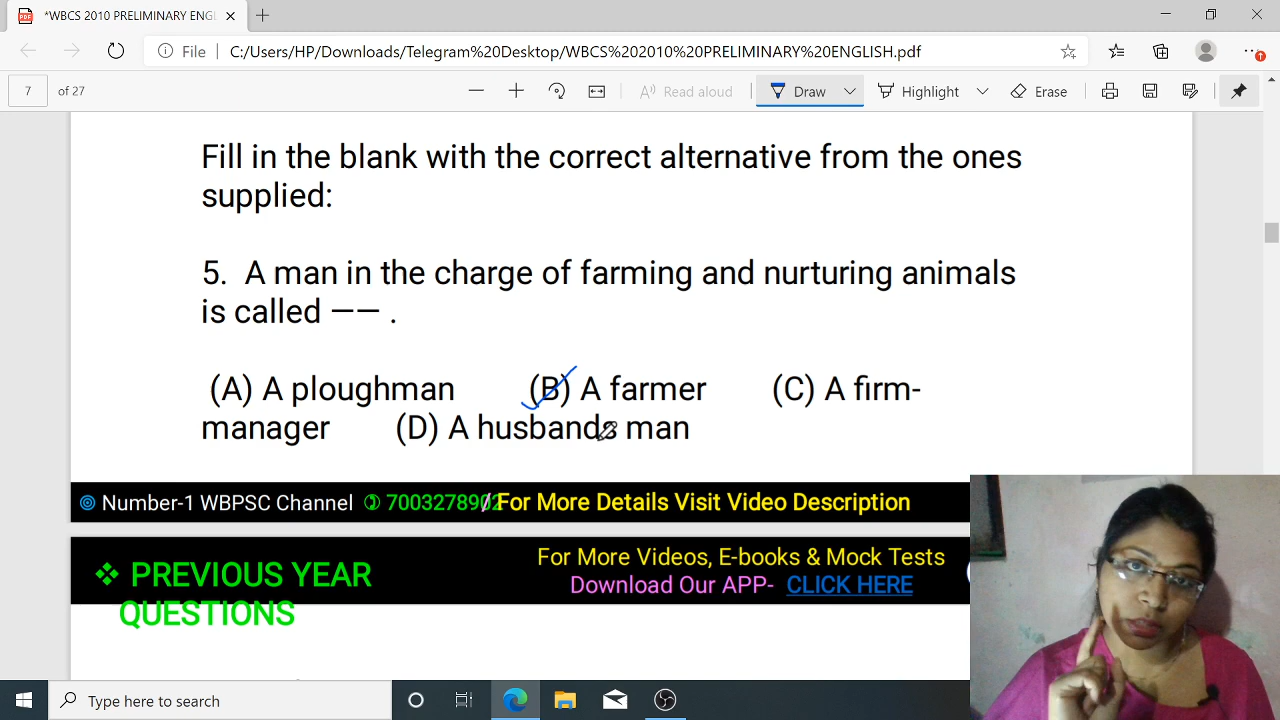 *WBCS 2010 PRELIMINARY ENG
File C:/Users/HP/Downloads/Telegram%20Desktop/WBCS%202010%20PRELIMINARY%20ENGLISH.pdf
7 of 27 Read aloud Draw Highlight Erase
Fill in the blank with the correct alternative from the ones
supplied:
5. A man in the charge of farming and nurturing animals
is called —— .
(A) A ploughman (B) A farmer (C) A firm-
manager (D) A husbands man
Number-1 WBPSC Channel 7003278902 / For More Details Visit Video Description
❖ PREVIOUS YEAR
QUESTIONS
For More Videos, E-books & Mock Tests
Download Our APP- CLICK HERE
Type here to search